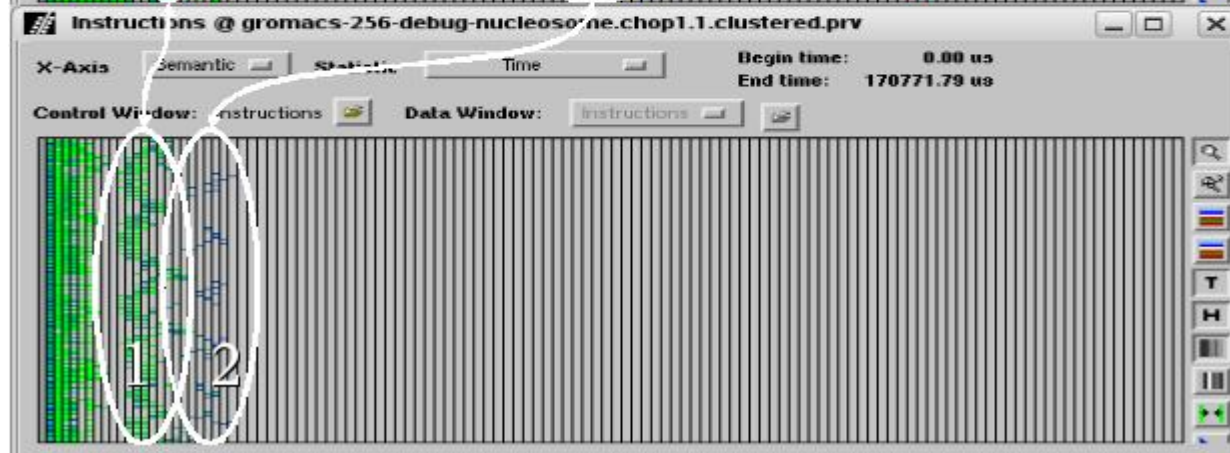 Instructions @ gromacs-256-debug-nucleosome.chop1.1.clustered.prv
X-Axis Semantic Statistic Time Begin time: 0.00 us
End time: 170771.79 us
Control Window: Instructions Data Window: Instructions
T
H
1 2